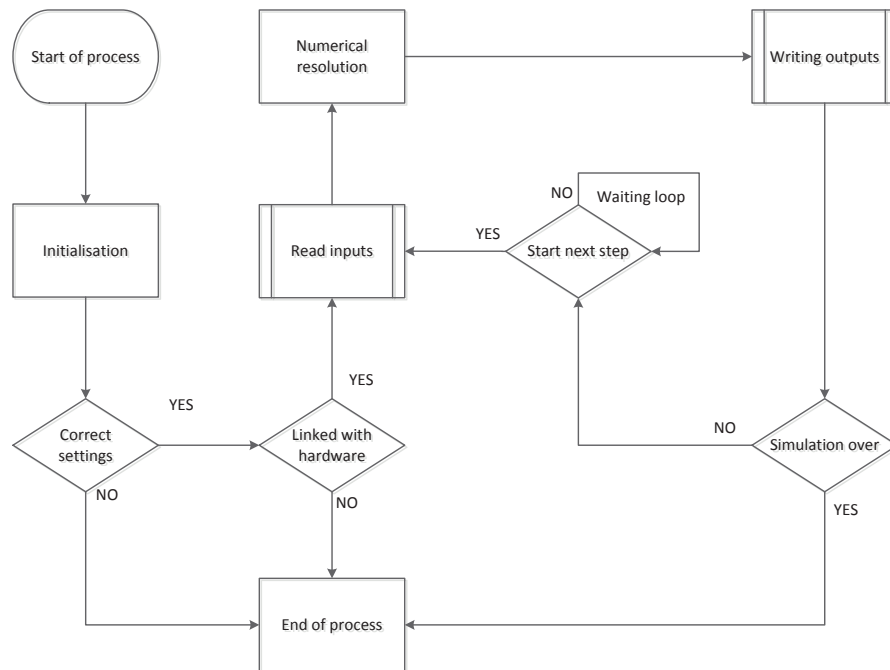 Start of process
Numerical
resolution
Writing outputs
NO
Waiting loop
Initialisation
Read inputs
YES
Start next step
YES
YES
Correct
settings
Linked with
hardware
NO
Simulation over
NO
NO
YES
End of process